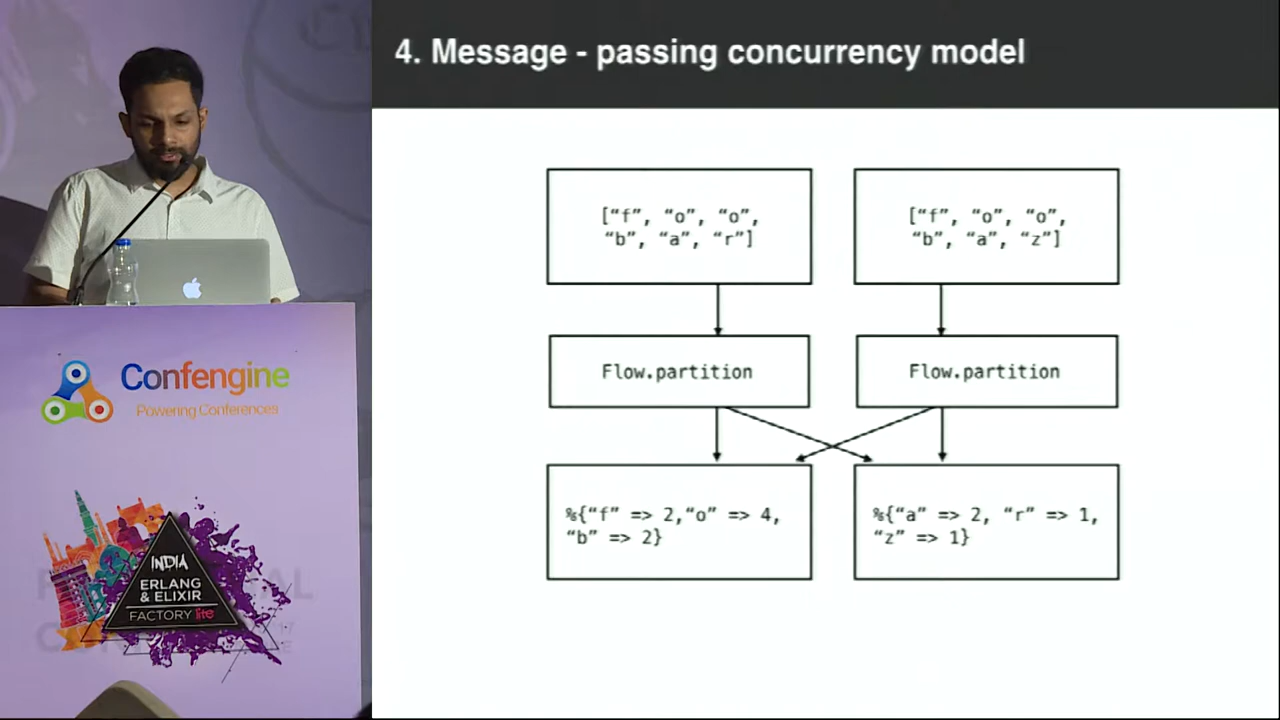 4. Message - passing concurrency model
[“f”, “o”, “o”,
“b”, “a”, “r”]
[“f”, “o”, “o”,
“b”, “a”, “z”]
Flow.partition
Flow.partition
%{“f” => 2,“o” => 4,
“b” => 2}
%{“a” => 2, “r” => 1,
“z” => 1}
Confengine
Powering Conferences
INDIA
ERLANG
& ELIXIR
FACTORY lite